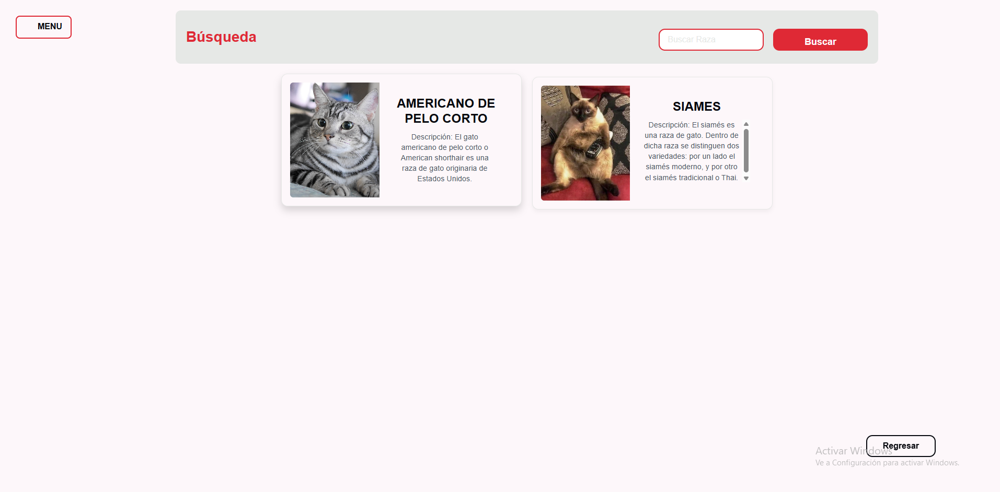 MENU
Búsqueda
Buscar Raza
Buscar
AMERICANO DE
PELO CORTO
Descripción: El gato
americano de pelo corto o
American shorthair es una
raza de gato originaria de
Estados Unidos.
SIAMES
Descripción: El siamés es
una raza de gato. Dentro de
dicha raza se distinguen dos
variedades: por un lado el
siamés moderno, y por otro
el siamés tradicional o Thai.
Regresar
Activar Windows
Ve a Configuración para activar Windows.